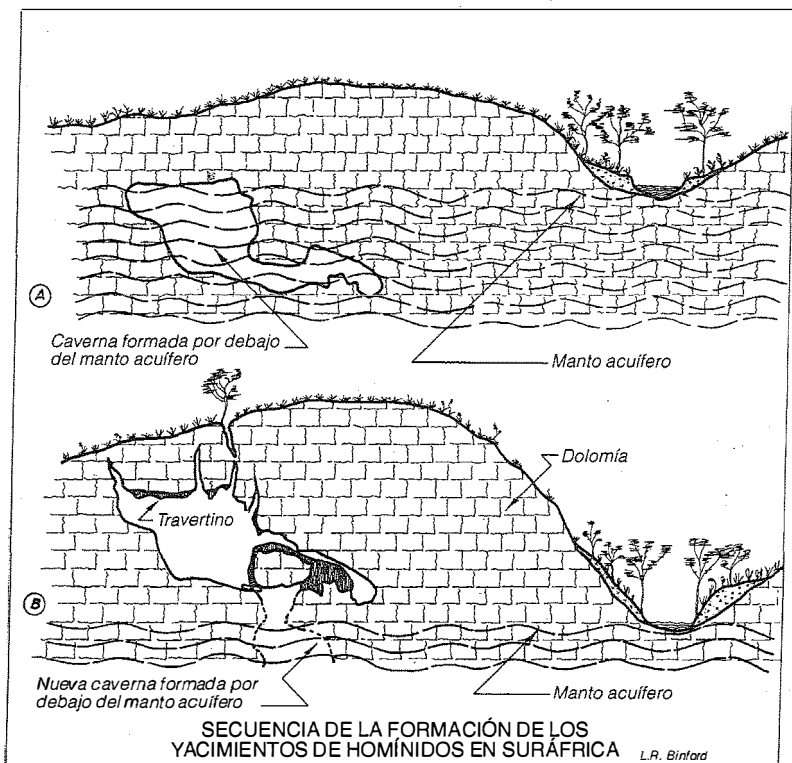 A
Caverna formada por debajo
del manto acuífero
Manto acuífero
Dolomía
Travertino
B
Nueva caverna formada por
debajo del manto acuífero
Manto acuífero
SECUENCIA DE LA FORMACIÓN DE LOS
YACIMIENTOS DE HOMÍNIDOS EN SURÁFRICA
L.R. Binford